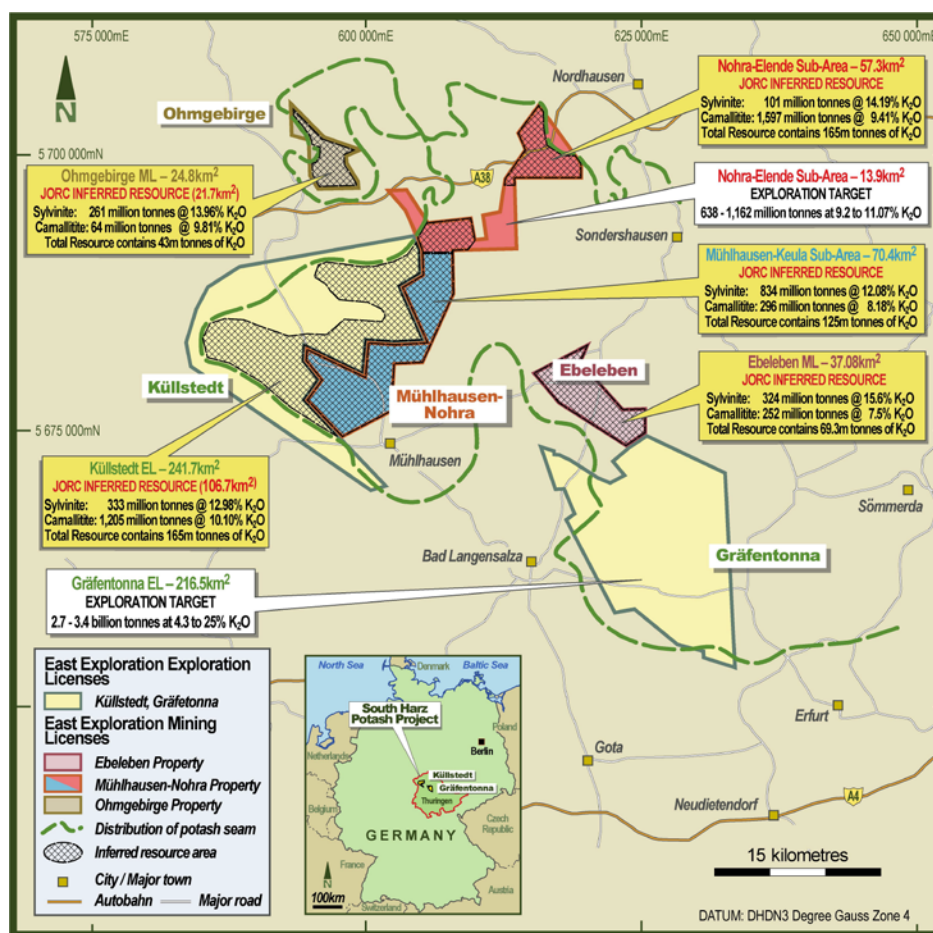 575 000mE
600 000mE
625 000mE
650 000mE
N
Nordhausen
Ohmgebirge
Nohra-Elende Sub-Area – 57.3km²
JORC INFERRED RESOURCE
Sylvinite: 101 million tonnes @ 14.19% K₂O
Carnallitite: 1,597 million tonnes @ 9.41% K₂O
Total Resource contains 165m tonnes of K₂O
5 700 000mN
A38
Ohmgebirge ML – 24.8km²
JORC INFERRED RESOURCE (21.7km²)
Sylvinite: 261 million tonnes @ 13.96% K₂O
Carnallitite: 64 million tonnes @ 9.81% K₂O
Total Resource contains 43m tonnes of K₂O
Nohra-Elende Sub-Area – 13.9km²
EXPLORATION TARGET
638 - 1,162 million tonnes at 9.2 to 11.07% K₂O
Sondershausen
Mühlhausen-Keula Sub-Area – 70.4km²
JORC INFERRED RESOURCE
Sylvinite: 834 million tonnes @ 12.08% K₂O
Carnallitite: 296 million tonnes @ 8.18% K₂O
Total Resource contains 125m tonnes of K₂O
Ebeleben
Ebeleben ML – 37.08km²
JORC INFERRED RESOURCE
Sylvinite: 324 million tonnes @ 15.6% K₂O
Carnallitite: 252 million tonnes @ 7.5% K₂O
Total Resource contains 69.3m tonnes of K₂O
Küllstedt
Mühlhausen-
Nohra
5 675 000mN
Mühlhausen
Küllstedt EL – 241.7km²
JORC INFERRED RESOURCE (106.7km²)
Sylvinite: 333 million tonnes @ 12.98% K₂O
Carnallitite: 1,205 million tonnes @ 10.10% K₂O
Total Resource contains 165m tonnes of K₂O
Sömmerda
Bad Langensalza
Gräfentonna
Gräfentonna EL – 216.5km²
EXPLORATION TARGET
2.7 - 3.4 billion tonnes at 4.3 to 25% K₂O
East Exploration Exploration
Licenses
Küllstedt, Gräfetonna
East Exploration Mining
Licenses
Ebeleben Property
Mühlhausen-Nohra Property
Ohmgebirge Property
Distribution of potash seam
Inferred resource area
City / Major town
Autobahn
Major road
North Sea
Denmark
Baltic Sea
South Harz
Potash Project
Poland
Berlin
Netherlands
Küllstedt
Gräfentonna
Thuringen
Belgium
GERMANY
Czech
Republic
France
N
100km
Austria
Switzerland
Erfurt
Gota
Neudietendorf
A4
15 kilometres
DATUM: DHDN3 Degree Gauss Zone 4